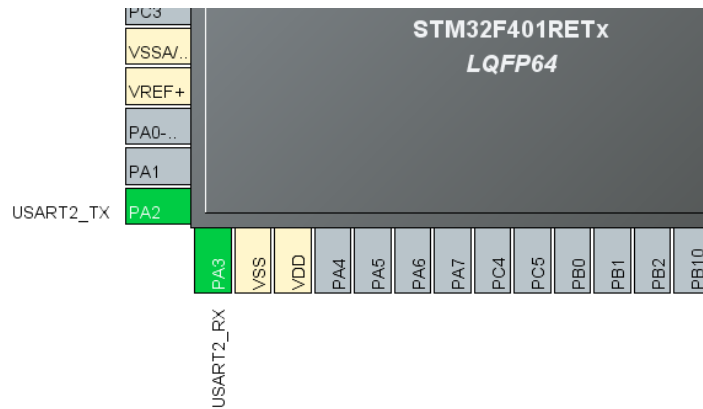 PC3
VSSA/..
VREF+
PA0-..
PA1
USART2_TX PA2
STM32F401RETx
LQFP64
PA3
VSS
VDD
PA4
PA5
PA6
PA7
PC4
PC5
PB0
PB1
PB2
PB10
USART2_RX